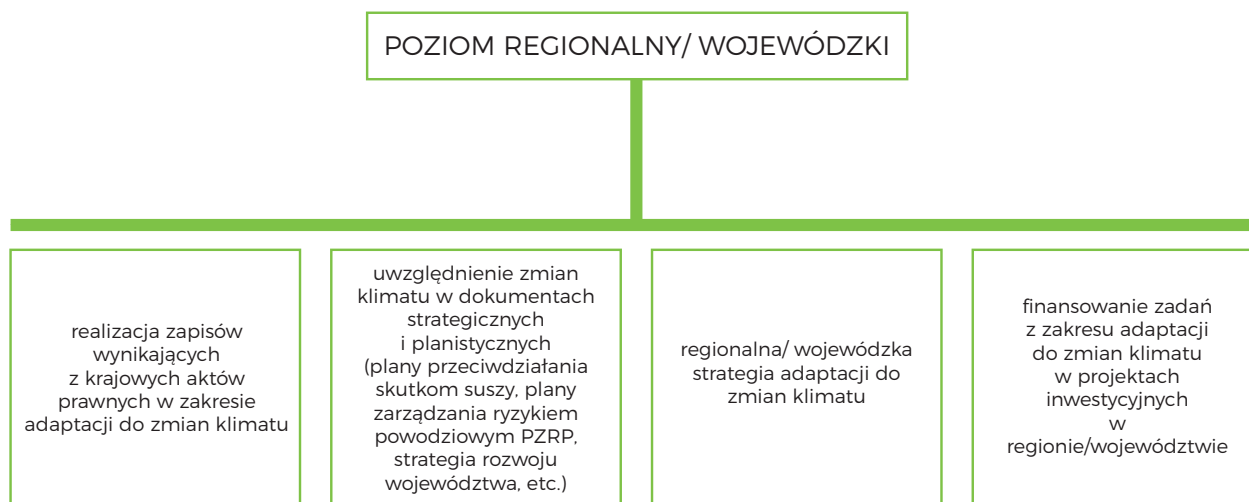 POZIOM REGIONALNY/ WOJEWÓDZKI
realizacja zapisów
wynikających
z krajowych aktów
prawnych w zakresie
adaptacji do zmian klimatu
uwzględnienie zmian
klimatu w dokumentach
strategicznych
i planistycznych
(plany przeciwdziałania
skutkom suszy, plany
zarządzania ryzykiem
powodziowym PZRP,
strategia rozwoju
województwa, etc.)
regionalna/ wojewódzka
strategia adaptacji do
zmian klimatu
finansowanie zadań
z zakresu adaptacji
do zmian klimatu
w projektach
inwestycyjnych
w
regionie/województwie